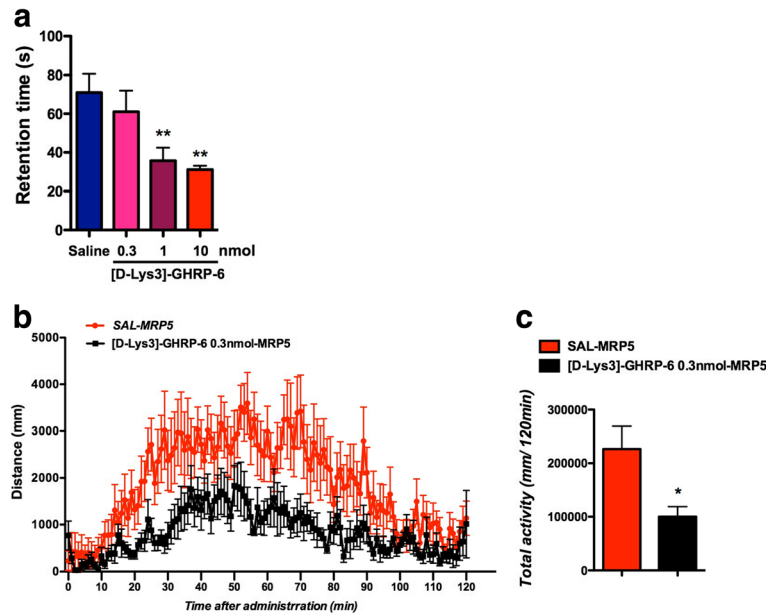 a
Retention time (s)
100
80
60
40
20
0
**
**
Saline 0.3 1 10 nmol
[D-Lys3]-GHRP-6
b
SAL-MRP5
[D-Lys3]-GHRP-6 0.3nmol-MRP5
Distance (mm)
5000
4000
3000
2000
1000
0
0 10 20 30 40 50 60 70 80 90 100 110 120
Time after administrration (min)
c
SAL-MRP5
[D-Lys3]-GHRP-6 0.3nmol-MRP5
Total activity (mm/ 120min)
300000
200000
100000
0
*